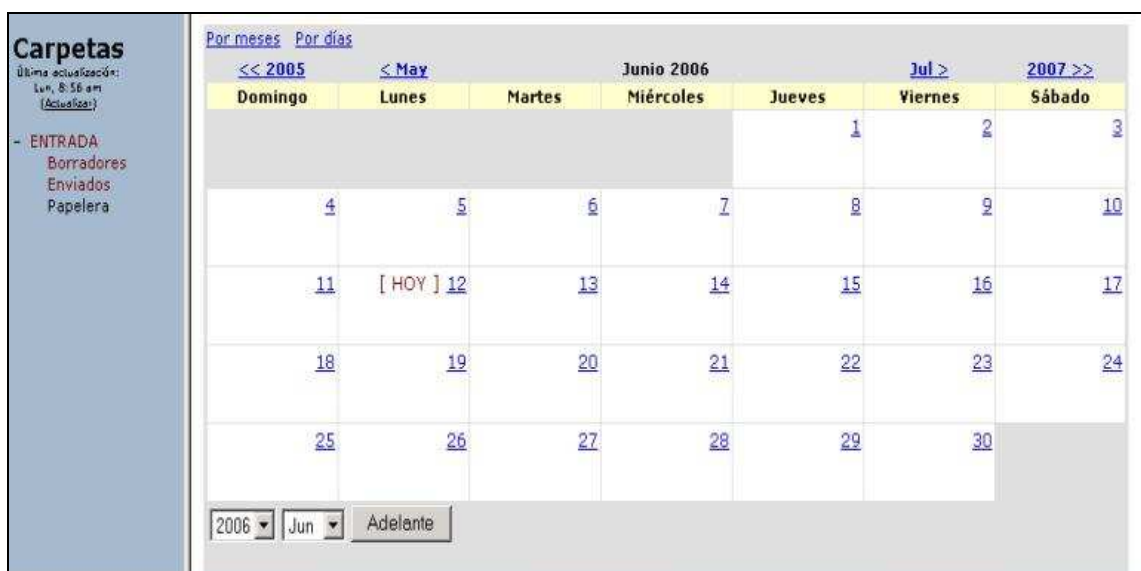 Carpetas
Última actualización:
Lun, 8:56 am
(Actualizar)
- ENTRADA
Borradores
Enviados
Papelera
Por meses Por días
<< 2005 < May Junio 2006 Jul > 2007 >>
Domingo Lunes Martes Miércoles Jueves Viernes Sábado
1 2 3
4 5 6 7 8 9 10
11 [ HOY ] 12 13 14 15 16 17
18 19 20 21 22 23 24
25 26 27 28 29 30
2006 Jun Adelante